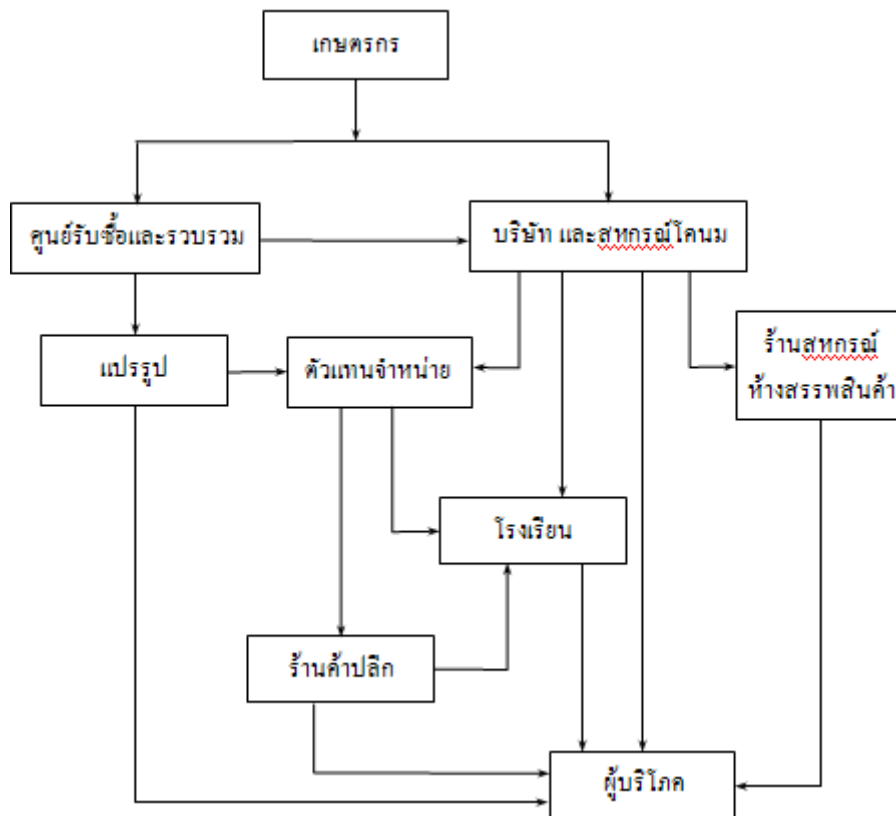 เกษตรกร
ศูนย์รับซื้อและรวบรวม
บริษัท และสหกรณ์โคนม
แปรรูป
ตัวแทนจำหน่าย
ร้านสหกรณ์
ห้างสรรพสินค้า
โรงเรียน
ร้านค้าปลีก
ผู้บริโภค